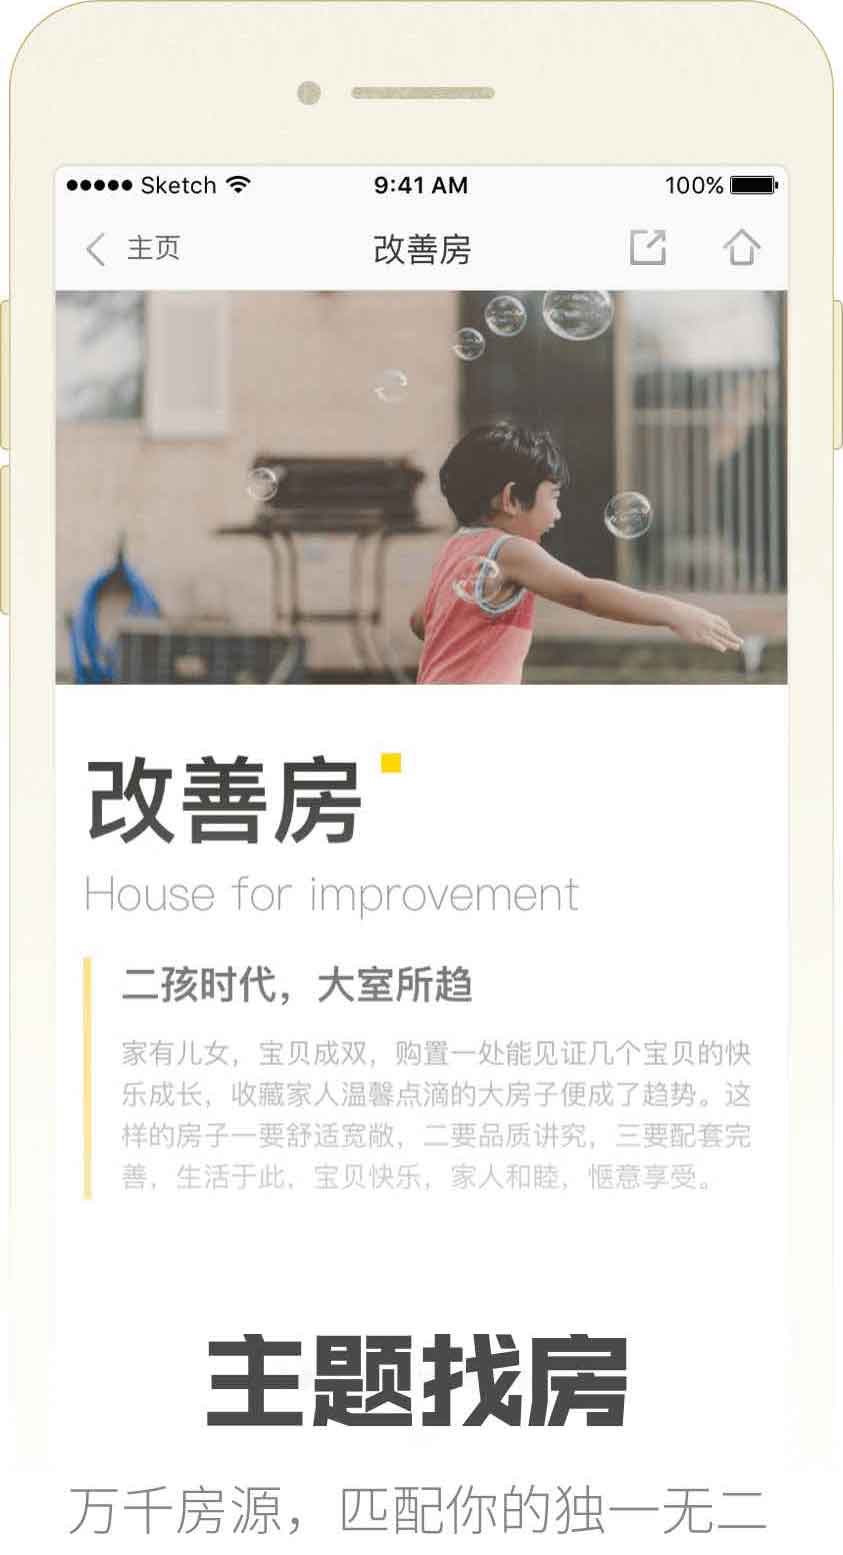 ●●●●● Sketch 9:41 AM 100%
主页 改善房
改善房
House for improvement
二孩时代，大室所趋
家有儿女，宝贝成双，购置一处能见证几个宝贝的快
乐成长，收藏家人温馨点滴的大房子便成了趋势。这
样的房子一要舒适宽敞，二要品质讲究，三要配套完
善，生活于此，宝贝快乐，家人和睦，惬意享受。
主题找房
万千房源，匹配你的独一无二